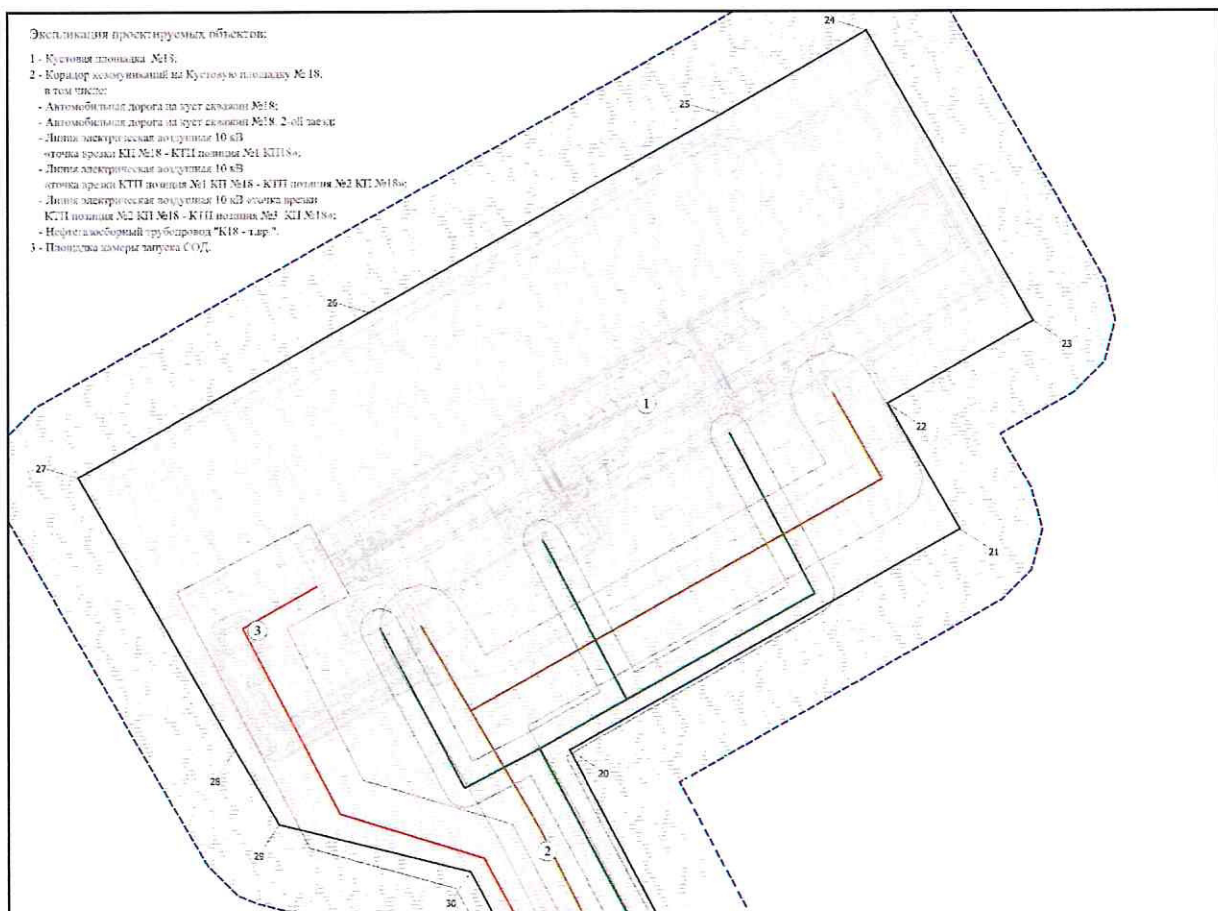 Экспликация проектируемых объектов:
1 - Кустовая площадка №18;
2 - Коридор коммуникаций на Кустовую площадку №18,
в том числе:
- Автомобильная дорога на куст скважин №18;
- Автомобильная дорога на куст скважин №18. 2-ой заезд;
- Линия электрическая воздушная 10 кВ
«точка врезки КП №18 - КТП позиция №1 КП18»;
- Линия электрическая воздушная 10 кВ
«точка врезки КТП позиция №1 КП №18 - КТП позиция №2 КП №18»;
- Линия электрическая воздушная 10 кВ «точка врезки
КТП позиция №2 КП №18 - КТП позиция №3 КП №18»;
- Нефтегазосборный трубопровод "К18 - т.вр.".
3 - Площадка камеры запуска СОД.
24
25
26
23
1
22
27
21
3
20
28
29
2
30